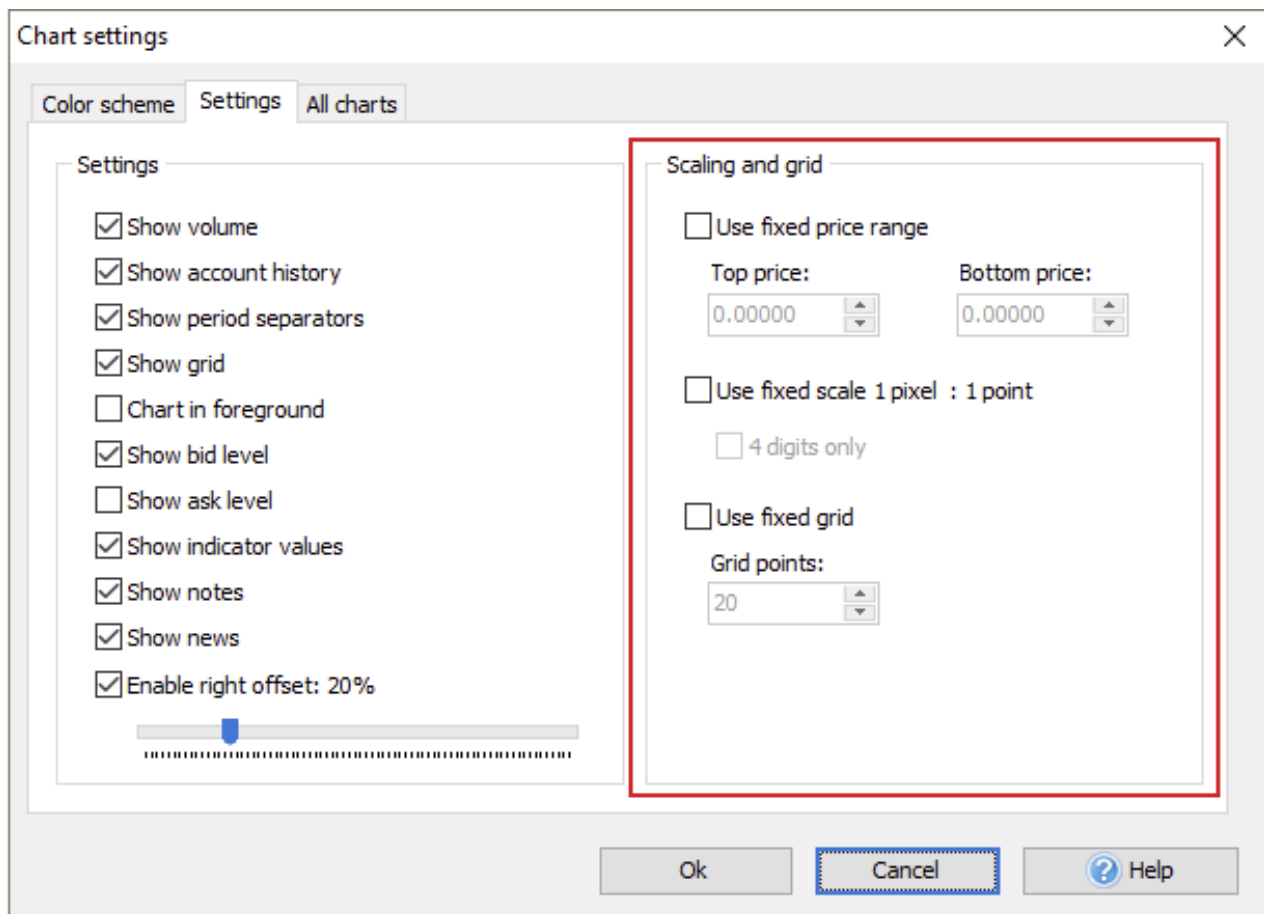 Chart settings
Color scheme
Settings
All charts
Settings
Show volume
Show account history
Show period separators
Show grid
Chart in foreground
Show bid level
Show ask level
Show indicator values
Show notes
Show news
Enable right offset: 20%
Scaling and grid
Use fixed price range
Top price: Bottom price:
0.00000 0.00000
Use fixed scale 1 pixel : 1 point
4 digits only
Use fixed grid
Grid points:
20
Ok
Cancel
Help